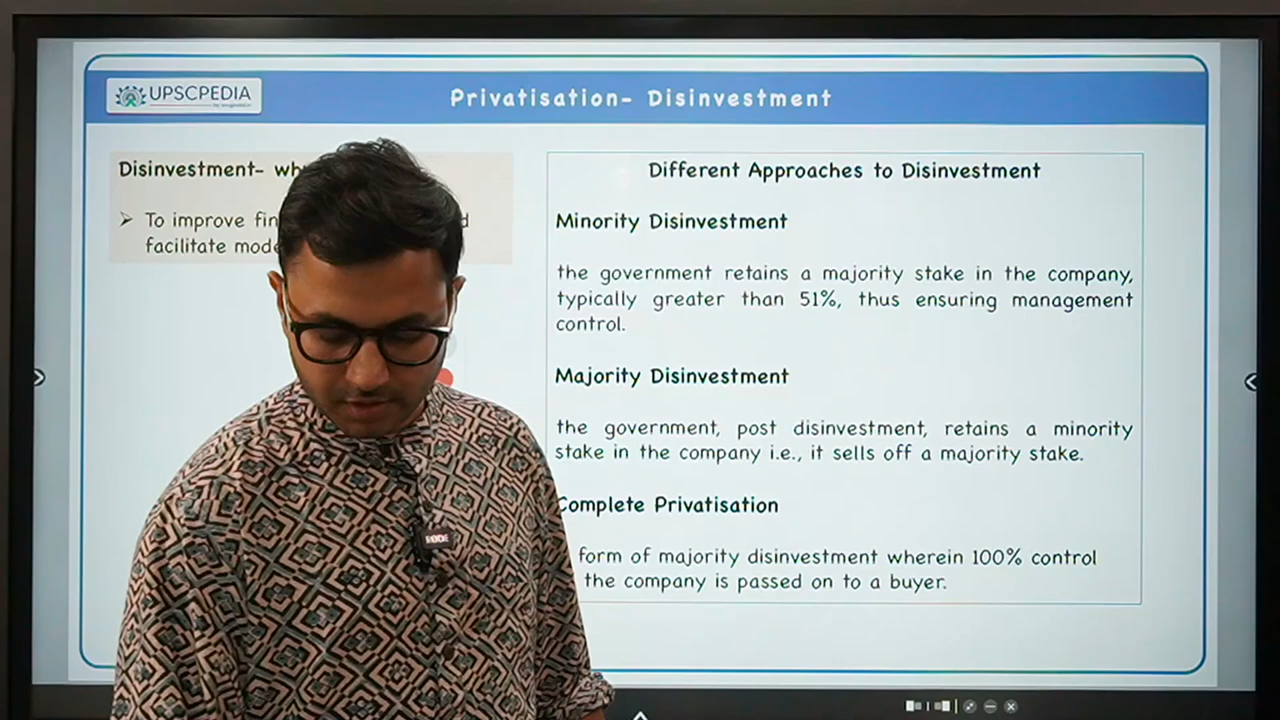 UPSCPEDIA
Privatisation- Disinvestment
Disinvestment-
To improve
facilitate
Different Approaches to Disinvestment
Minority Disinvestment
the government retains a majority stake in the company,
typically greater than 51%, thus ensuring management
control.
Majority Disinvestment
the government, post disinvestment, retains a minority
stake in the company i.e., it sells off a majority stake.
Complete Privatisation
form of majority disinvestment wherein 100% control
the company is passed on to a buyer.
RODE